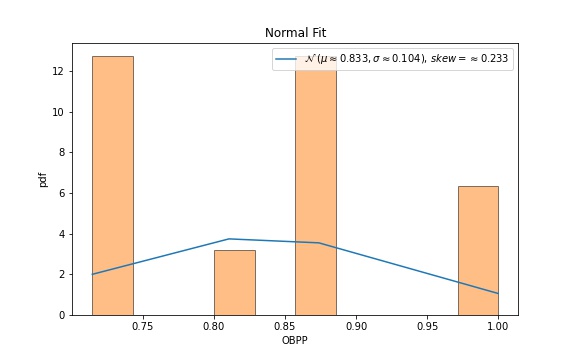 Normal Fit
𝒩(μ ≈ 0.833, σ ≈ 0.104), skew = ≈ 0.233
pdf
12
10
8
6
4
2
0
0.75 0.80 0.85 0.90 0.95 1.00
OBPP